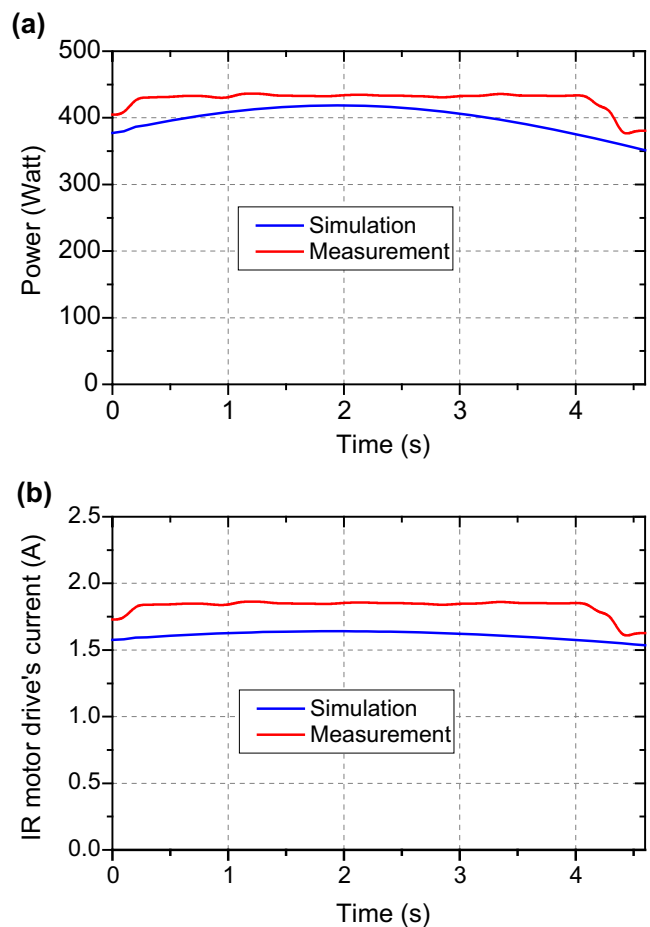 (a)
500
400
300
200
100
0
Power (Watt)
Simulation
Measurement
0 1 2 3 4
Time (s)
(b)
2.5
2.0
1.5
1.0
0.5
0.0
IR motor drive's current (A)
Simulation
Measurement
0 1 2 3 4
Time (s)